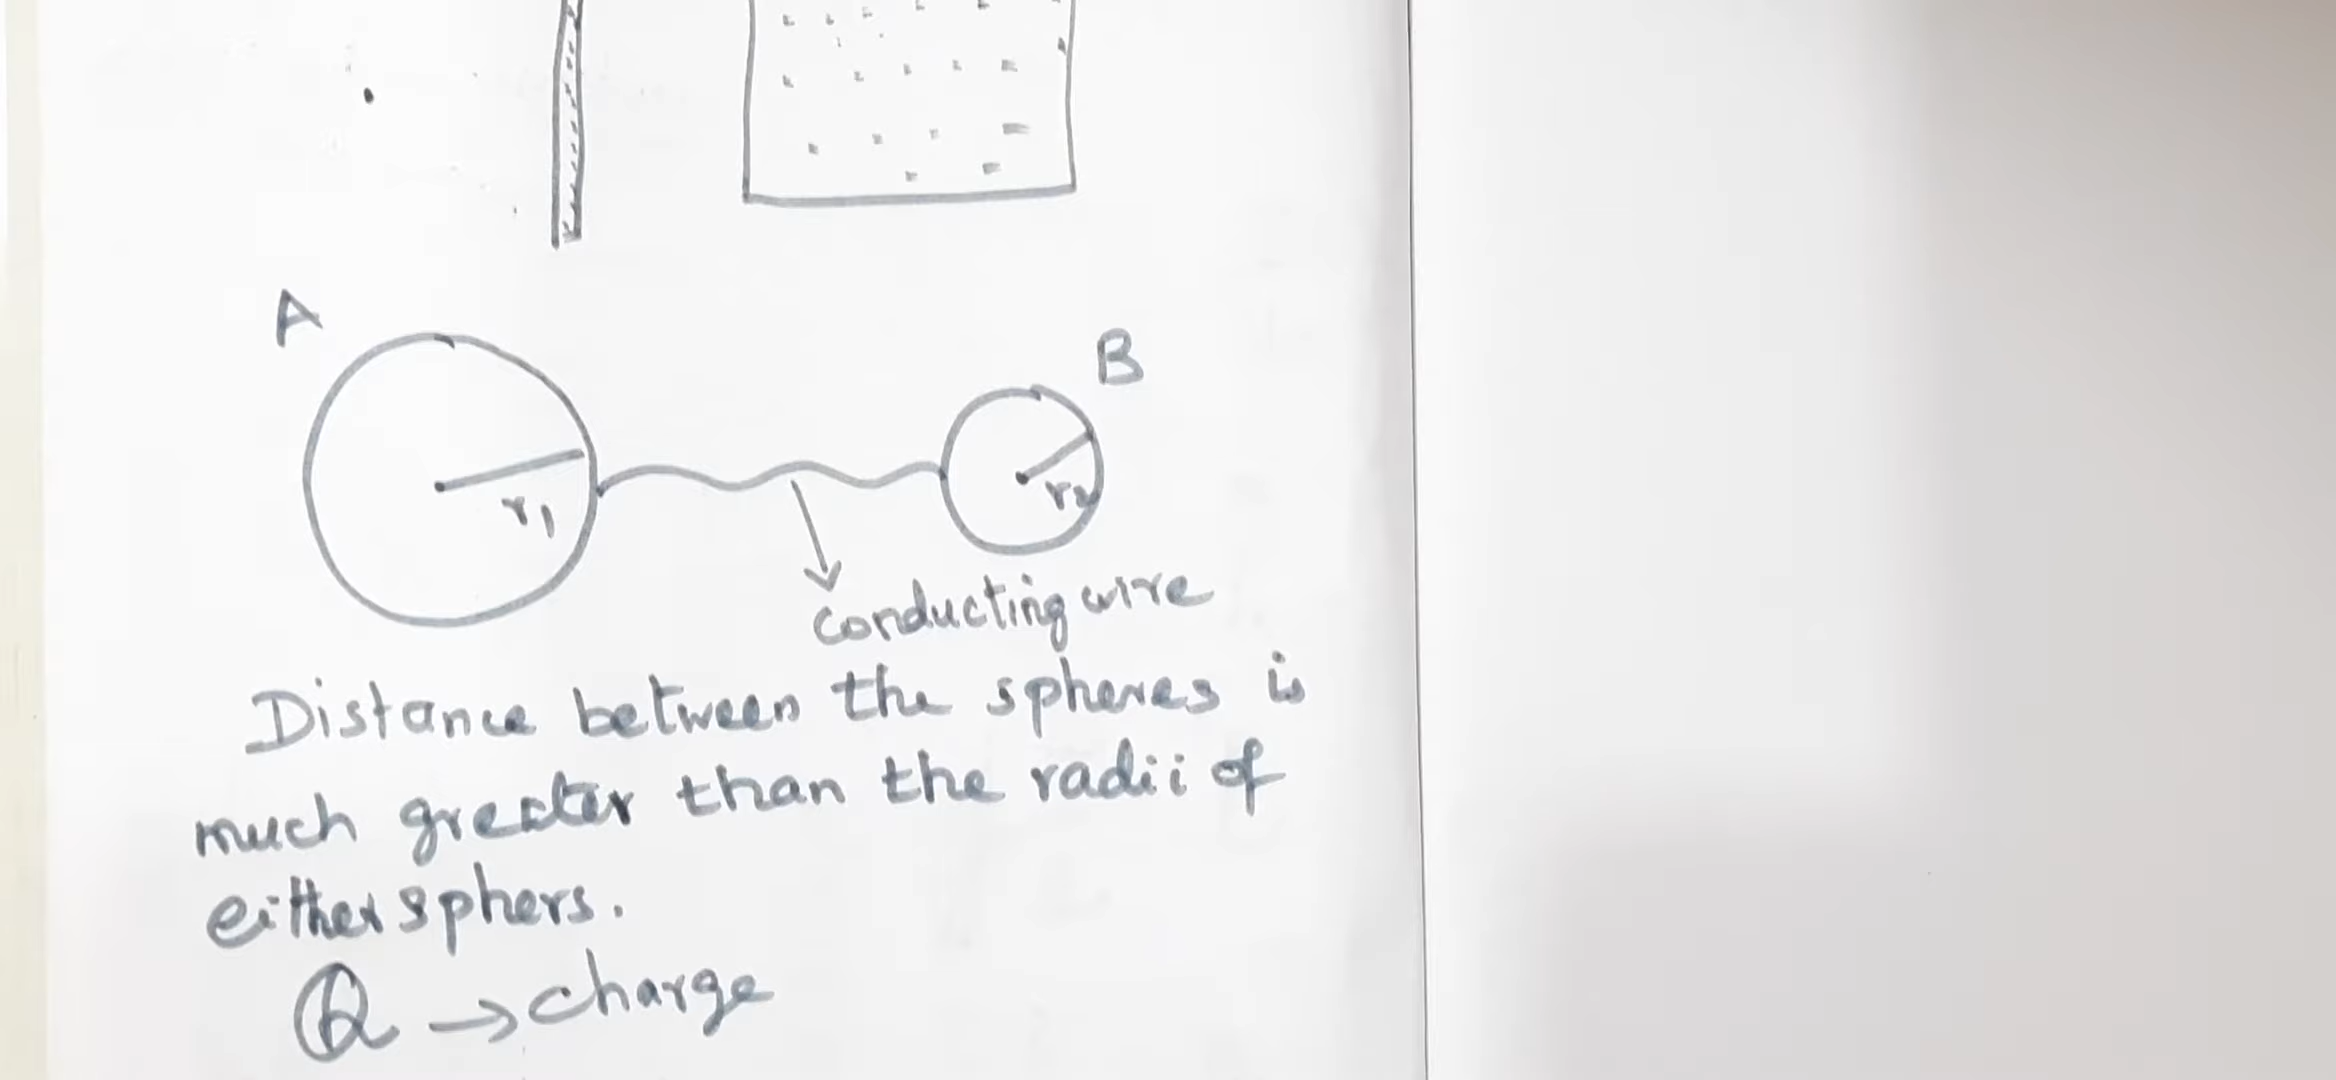 A
B
r1
r2
conducting wire
Distance between the spheres is
much greater than the radii of
either sphers.
Q → charge